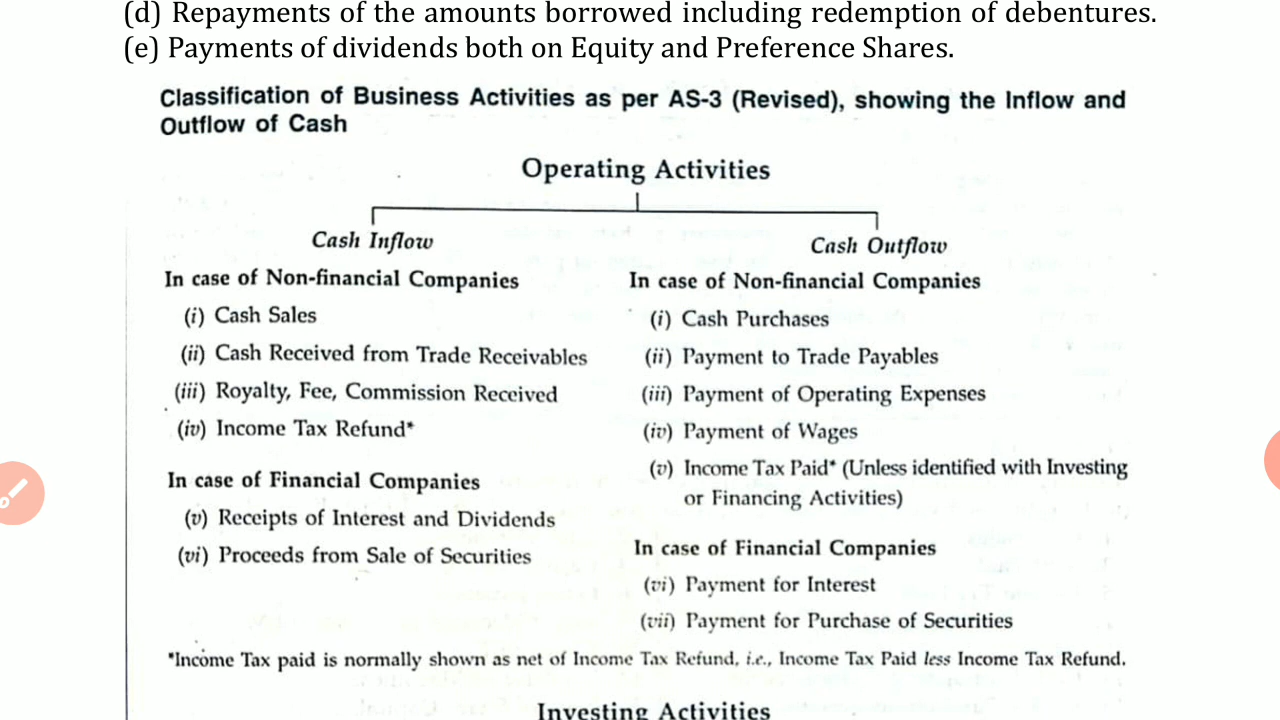 (d) Repayments of the amounts borrowed including redemption of debentures.
(e) Payments of dividends both on Equity and Preference Shares.
Classification of Business Activities as per AS-3 (Revised), showing the Inflow and
Outflow of Cash
Operating Activities
Cash Inflow
In case of Non-financial Companies
(i) Cash Sales
(ii) Cash Received from Trade Receivables
(iii) Royalty, Fee, Commission Received
(iv) Income Tax Refund*
In case of Financial Companies
(v) Receipts of Interest and Dividends
(vi) Proceeds from Sale of Securities
Cash Outflow
In case of Non-financial Companies
(i) Cash Purchases
(ii) Payment to Trade Payables
(iii) Payment of Operating Expenses
(iv) Payment of Wages
(v) Income Tax Paid* (Unless identified with Investing
or Financing Activities)
In case of Financial Companies
(vi) Payment for Interest
(vii) Payment for Purchase of Securities
*Income Tax paid is normally shown as net of Income Tax Refund, i.e., Income Tax Paid less Income Tax Refund.
Investing Activities